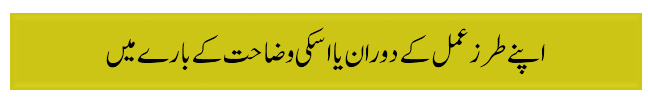 اپنے طرز عمل کے دوران یا اسکی وضاحت کے بارے میں